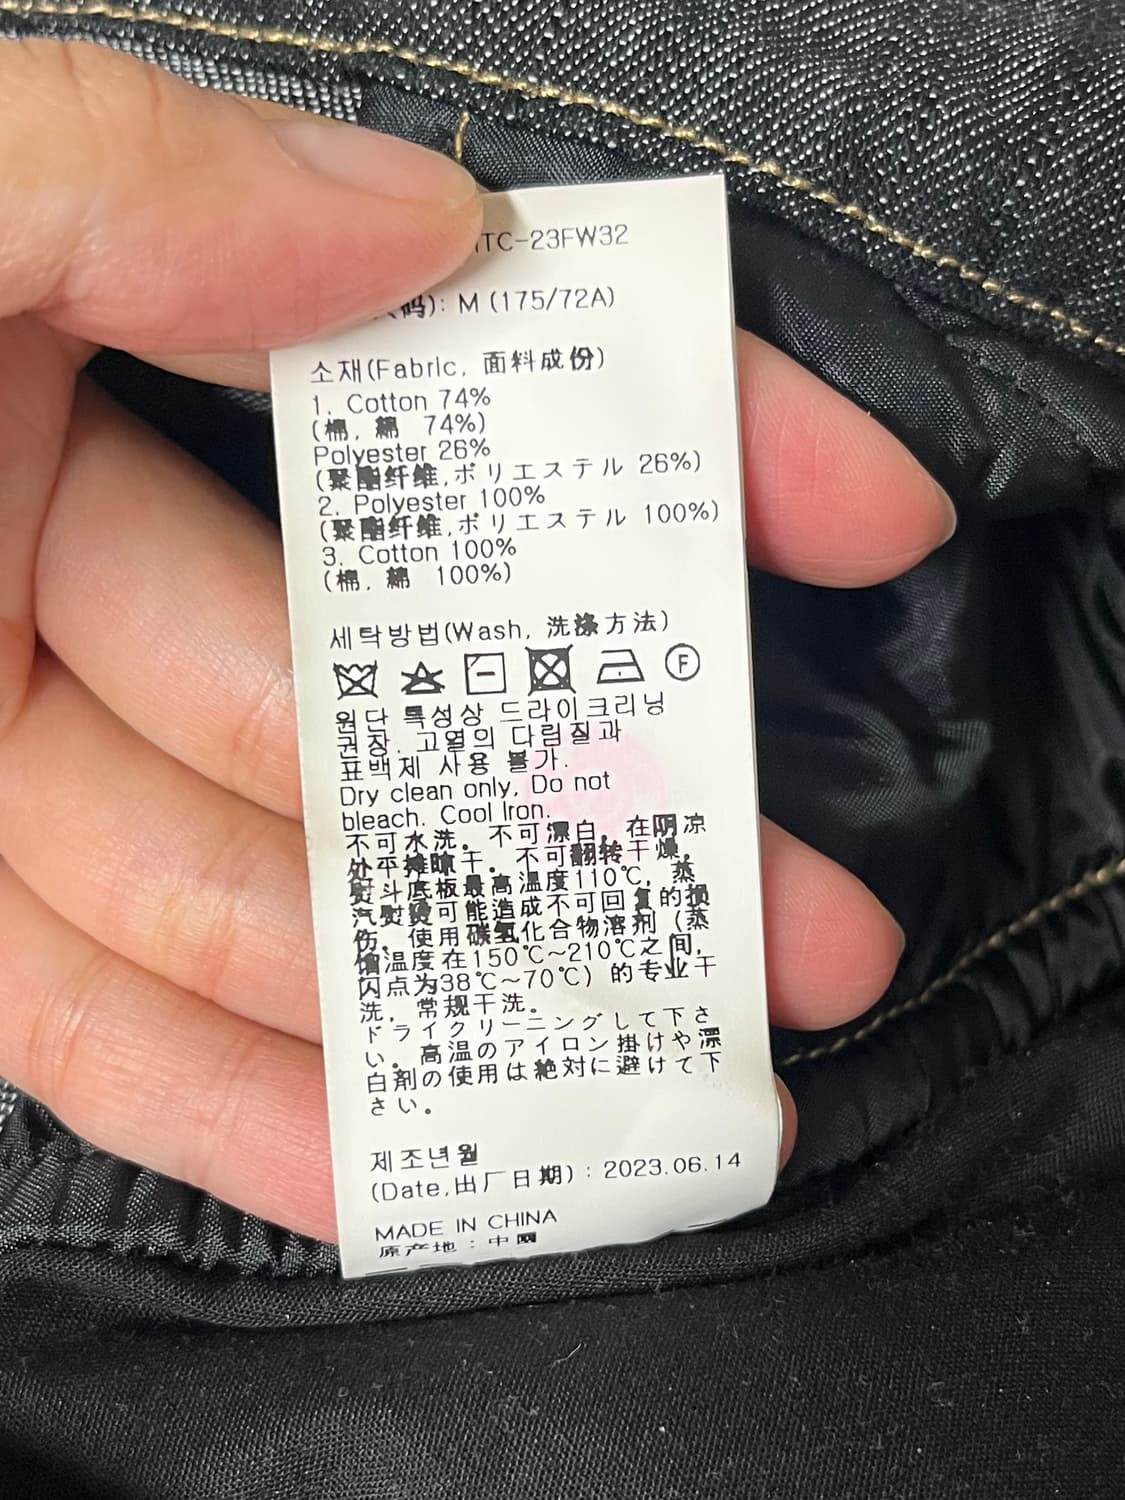 TC-23FW32
码): M (175/72A)
소재(Fabric, 面料成份)
1. Cotton 74%
(棉, 綿 74%)
Polyester 26%
(聚酯纤维,ポリエステル 26%)
2. Polyester 100%
(聚酯纤维,ポリエステル 100%)
3. Cotton 100%
(棉, 綿 100%)
세탁방법(Wash, 洗涤方法)
F
원단 특성상 드라이크리닝
권장. 고열의 다림질과
표백제 사용 불가.
Dry clean only, Do not
bleach. Cool Iron.
不可水洗。不可漂白。在阴凉
处平摊晾干。不可翻转干燥。
熨斗底板最高温度110℃, 蒸
汽熨烫可能造成不可回复的损
伤。使用碳氢化合物溶剂 (蒸
馏温度在150℃~210℃之间,
闪点为38℃~70℃) 的专业干
洗, 常规干洗。
ドライクリーニングして下さ
い。高温のアイロン掛けや漂
白剤の使用は絶対に避けて下
さい。
제조년월
(Date,出厂日期) : 2023.06.14
MADE IN CHINA
原产地 : 中国